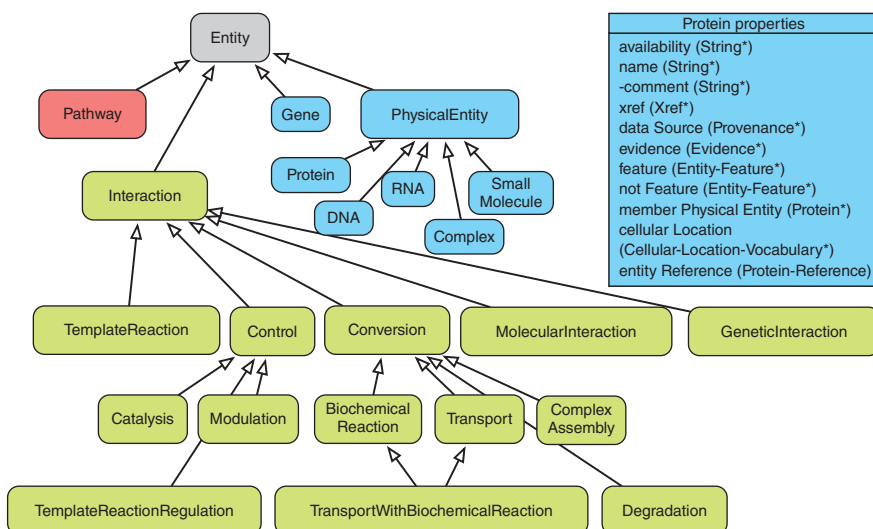 Entity
Protein properties
availability (String*)
name (String*)
-comment (String*)
xref (Xref*)
data Source (Provenance*)
evidence (Evidence*)
feature (Entity-Feature*)
not Feature (Entity-Feature*)
member Physical Entity (Protein*)
cellular Location
(Cellular-Location-Vocabulary*)
entity Reference (Protein-Reference)
Pathway
Gene
PhysicalEntity
Protein
RNA
Small
Molecule
Interaction
DNA
Complex
TemplateReaction
Control
Conversion
MolecularInteraction
GeneticInteraction
Catalysis
Modulation
Biochemical
Reaction
Transport
Complex
Assembly
TemplateReactionRegulation
TransportWithBiochemicalReaction
Degradation